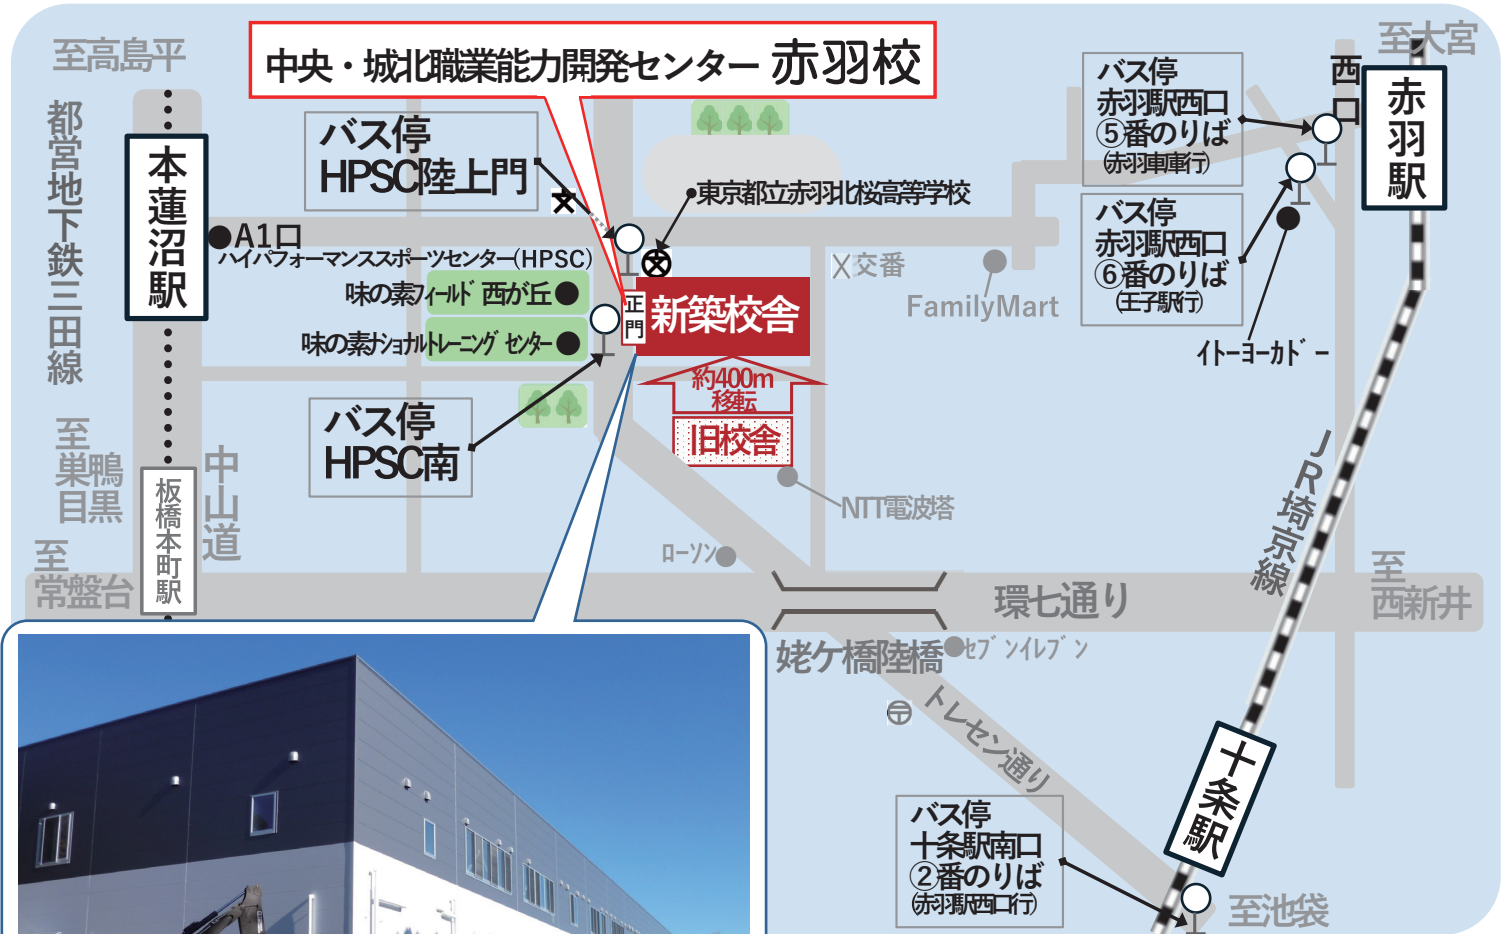 中央・城北職業能力開発センター 赤羽校
至高島平
都営地下鉄三田線
本蓮沼駅
A1口
バス停
HPSC陸上門
東京都立赤羽北桜高等学校
ハイパフォーマンススポーツセンター(HPSC)
味の素フィールド西が丘
味の素ナショナルトレーニングセンター
正門
新築校舎
約400m
移転
旧校舎
バス停
HPSC南
交番
FamilyMart
至大宮
西口
赤羽駅
バス停
赤羽駅西口
⑤番のりば
(赤羽車庫行)
バス停
赤羽駅西口
⑥番のりば
(王子駅行)
イトーヨーカドー
JR埼京線
至
巣鴨
目黒
中山道
板橋本町駅
至
常盤台
NTT電波塔
ローソン
環七通り
至
西新井
姥ケ橋陸橋
セブンイレブン
〒
トレセン通り
十条駅
バス停
十条駅南口
②番のりば
(赤羽駅西口行)
至池袋